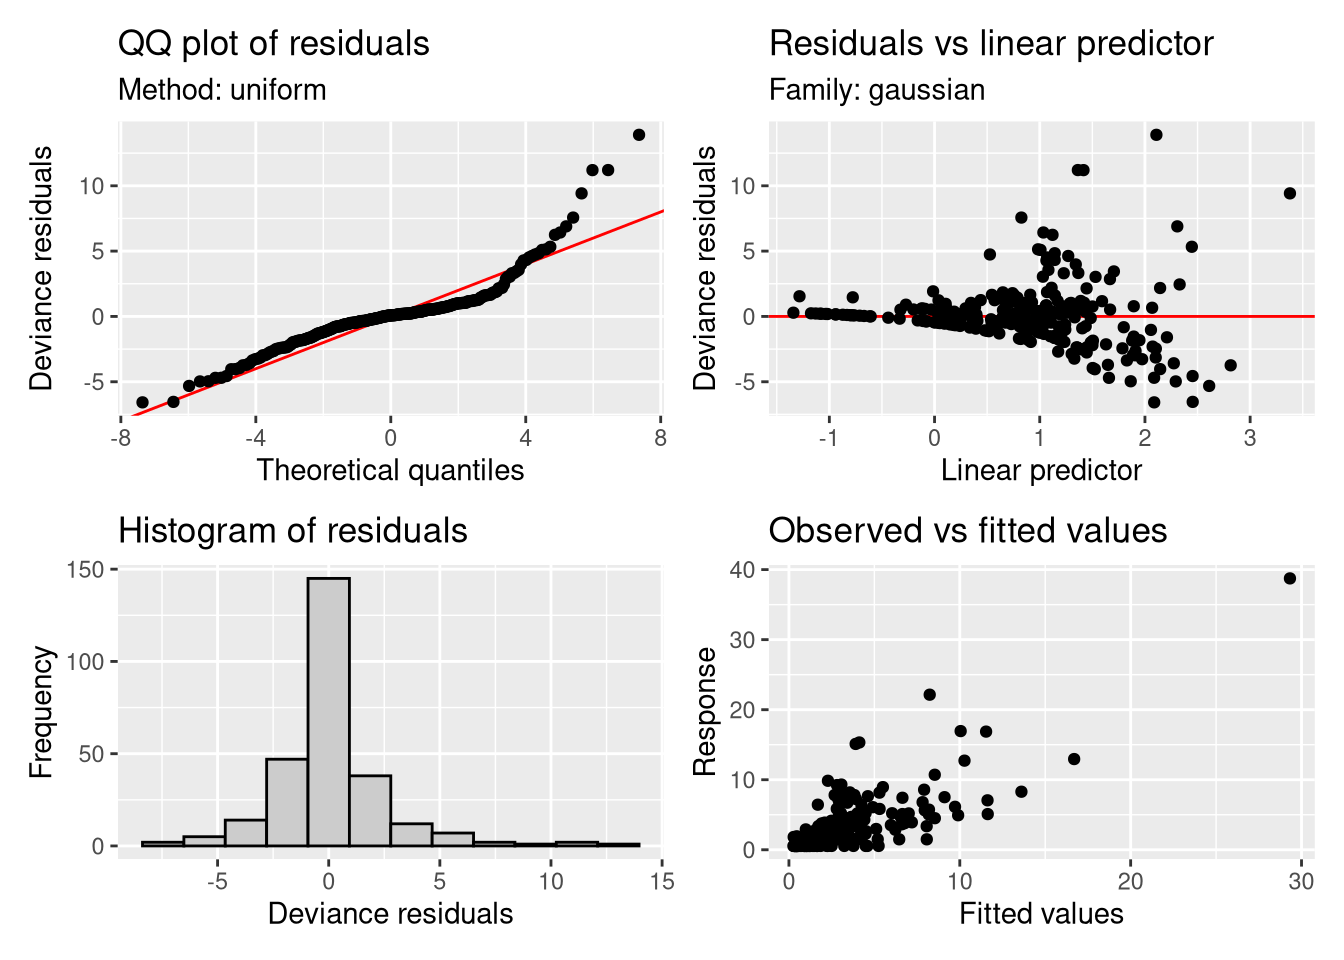 QQ plot of residuals
Method: uniform
Deviance residuals
10
5
0
-5
-8
-4
0
4
8
Theoretical quantiles
Residuals vs linear predictor
Family: gaussian
Deviance residuals
10
5
0
-5
-1
0
1
2
3
Linear predictor
Histogram of residuals
Frequency
150
100
50
0
-5
0
5
10
15
Deviance residuals
Observed vs fitted values
Response
40
30
20
10
0
0
10
20
30
Fitted values